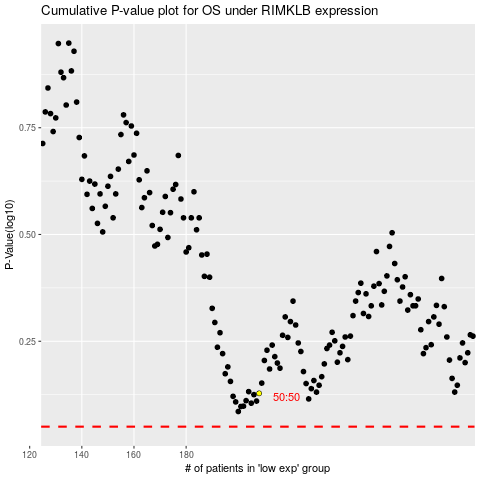 Cumulative P-value plot for OS under RIMKLB expression
P-Value(log10)
0.75
0.50
0.25
50:50
120 140 160 180
# of patients in 'low exp' group